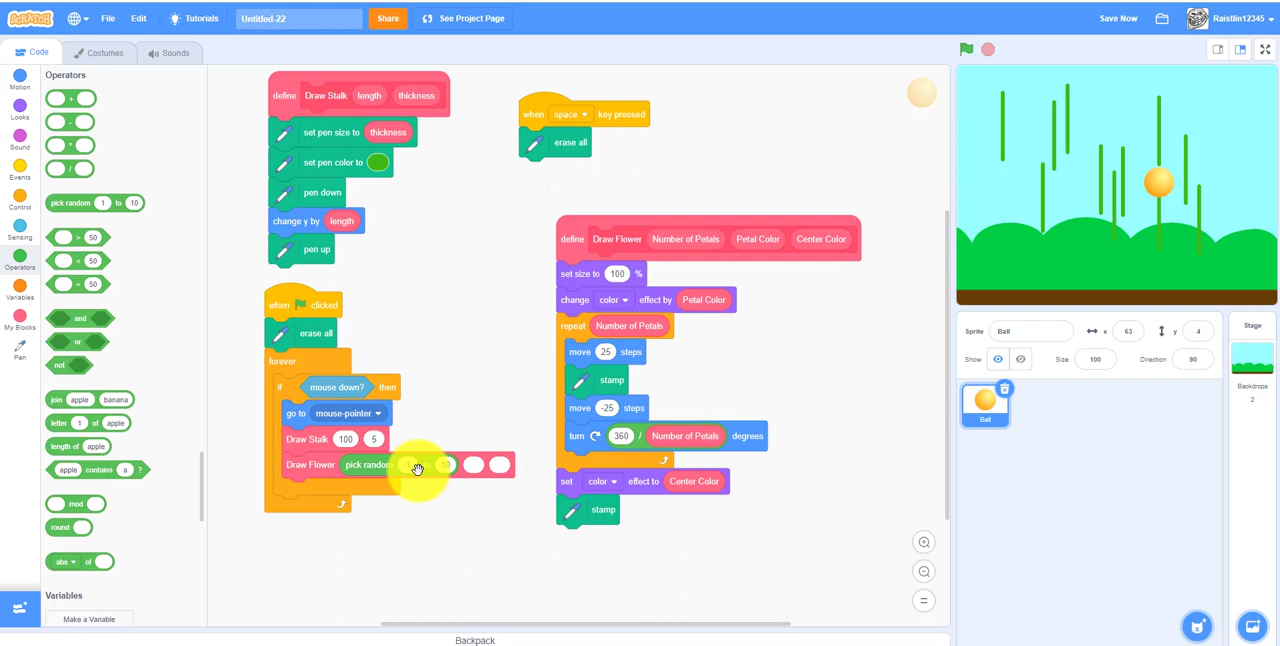 SCRATCH File Edit Tutorials Untitled-22 Share See Project Page Save Now Raistlin12345
Code Costumes Sounds
Motion
Looks
Sound
Events
Control
Sensing
Operators
Variables
My Blocks
Pen
Operators
+
-
*
/
pick random 1 to 10
> 50
< 50
= 50
and
or
not
join apple banana
letter 1 of apple
length of apple
apple contains a ?
mod
round
abs of
Variables
Make a Variable
define Draw Stalk length thickness
set pen size to thickness
set pen color to
pen down
change y by length
pen up
when clicked
erase all
forever
if mouse down? then
go to mouse-pointer
Draw Stalk 100 5
Draw Flower pick random 1 10
when space key pressed
erase all
define Draw Flower Number of Petals Petal Color Center Color
set size to 100 %
change color effect by Petal Color
repeat Number of Petals
move 25 steps
stamp
move -25 steps
turn 360 / Number of Petals degrees
set color effect to Center Color
stamp
Backpack
Sprite Ball x 63 y 4
Show Size 100 Direction 90
Ball
Stage
Backdrops
2